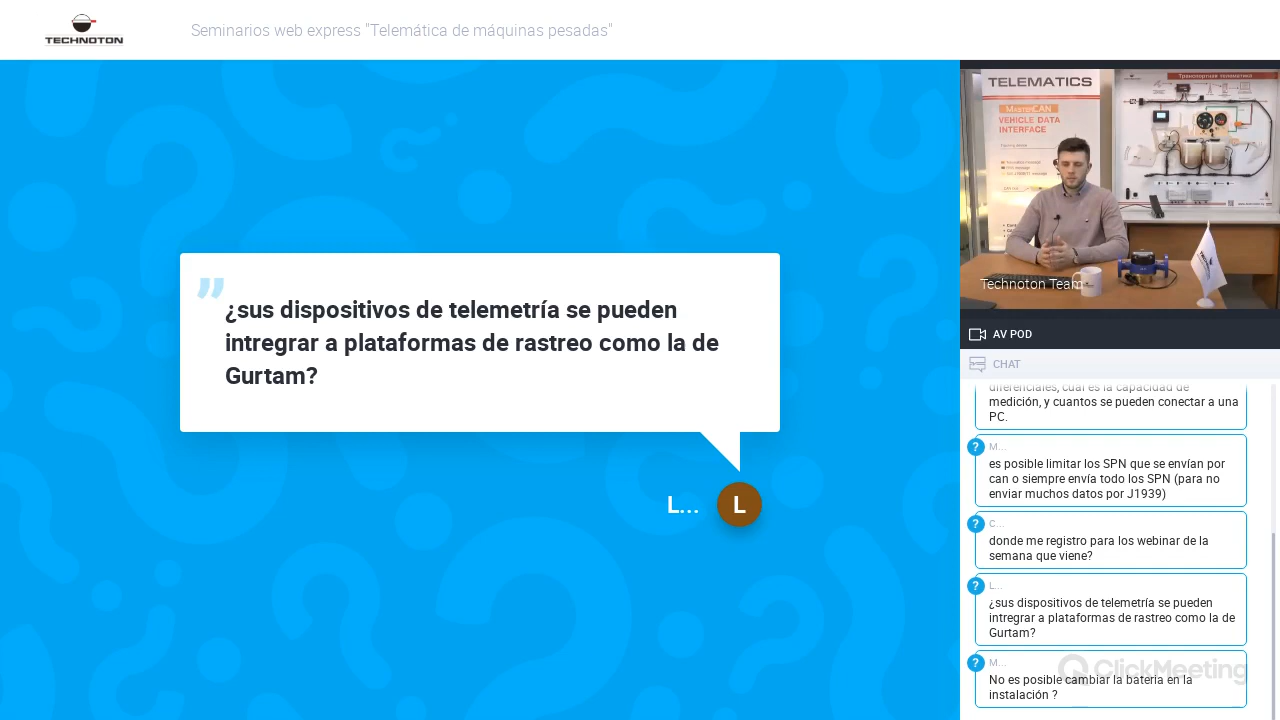 TECHNOTON
Seminarios web express "Telemática de máquinas pesadas"
¿sus dispositivos de telemetría se pueden
intregrar a plataformas de rastreo como la de
Gurtam?
L...
L
TELEMATICS
MasterCAN
VEHICLE DATA
INTERFACE
Транспортная телематика
Technoton Team
AV POD
CHAT
diferenciales, cual es la capacidad de
medición, y cuantos se pueden conectar a una
PC.
? M...
es posible limitar los SPN que se envían por
can o siempre envía todo los SPN (para no
enviar muchos datos por J1939)
? C...
donde me registro para los webinar de la
semana que viene?
? L...
¿sus dispositivos de telemetría se pueden
intregrar a plataformas de rastreo como la de
Gurtam?
? M...
No es posible cambiar la batería en la
instalación ?
ClickMeeting